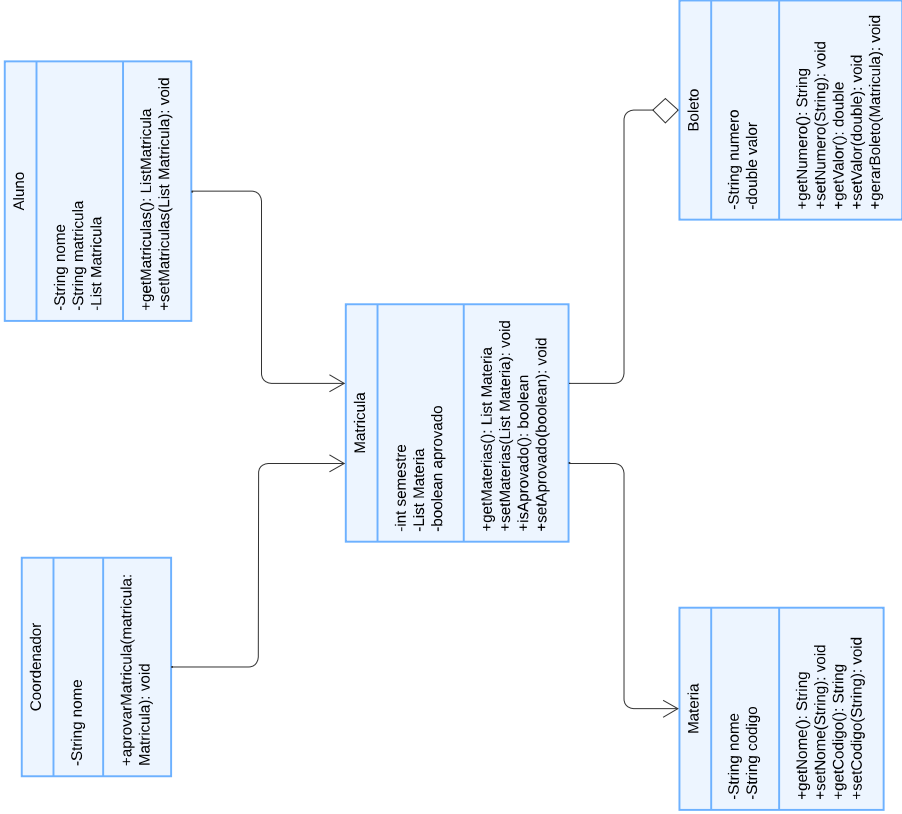 Coordenador
-String nome
+aprovarMatricula(matricula:
Matricula): void
Aluno
-String nome
-String matricula
-List Matricula
+getMatriculas(): ListMatricula
+setMatriculas(List Matricula): void
Matricula
-int semestre
-List Materia
-boolean aprovado
+getMaterias(): List Materia
+setMaterias(List Materia): void
+isAprovado(): boolean
+setAprovado(boolean): void
Materia
-String nome
-String codigo
+getNome(): String
+setNome(String): void
+getCodigo(): String
+setCodigo(String): void
Boleto
-String numero
-double valor
+getNumero(): String
+setNumero(String): void
+getValor(): double
+setValor(double): void
+gerarBoleto(Matricula): void